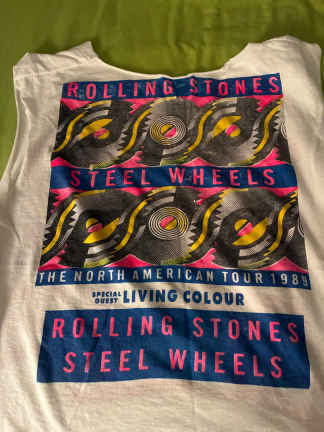 ROLLING STONES
STEEL WHEELS
THE NORTH AMERICAN TOUR 1989
SPECIAL GUEST LIVING COLOUR
ROLLING STONES
STEEL WHEELS